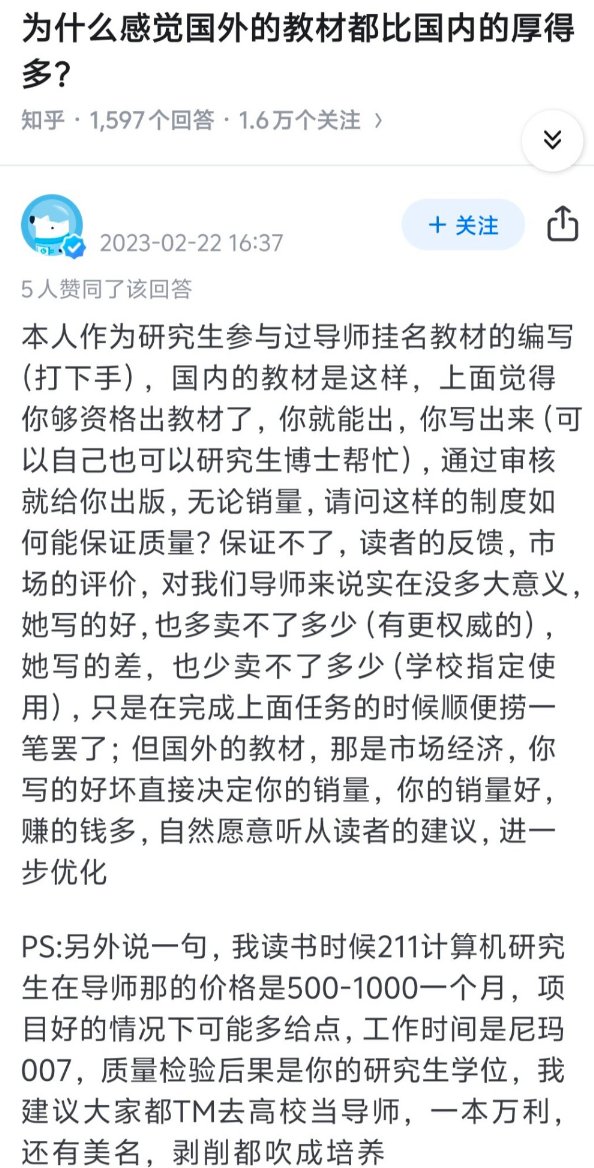 为什么感觉国外的教材都比国内的厚得
多?
知乎 · 1,597个回答 · 1.6万个关注 >
2023-02-22 16:37
+ 关注
5人赞同了该回答
本人作为研究生参与过导师挂名教材的编写
(打下手)，国内的教材是这样，上面觉得
你够资格出教材了, 你就能出, 你写出来 (可
以自己也可以研究生博士帮忙) , 通过审核
就给你出版, 无论销量, 请问这样的制度如
何能保证质量? 保证不了, 读者的反馈, 市
场的评价, 对我们导师来说实在没多大意义,
她写的好, 也多卖不了多少 (有更权威的) ,
她写的差，也少卖不了多少 (学校指定使
用) , 只是在完成上面任务的时候顺便捞一
笔罢了; 但国外的教材, 那是市场经济, 你
写的好坏直接决定你的销量, 你的销量好,
赚的钱多, 自然愿意听从读者的建议, 进一
步优化
PS:另外说一句, 我读书时候211计算机研究
生在导师那的价格是500-1000一个月，项
目好的情况下可能多给点, 工作时间是尼玛
007，质量检验后果是你的研究生学位，我
建议大家都TM去高校当导师，一本万利,
还有美名，剥削都吹成培养